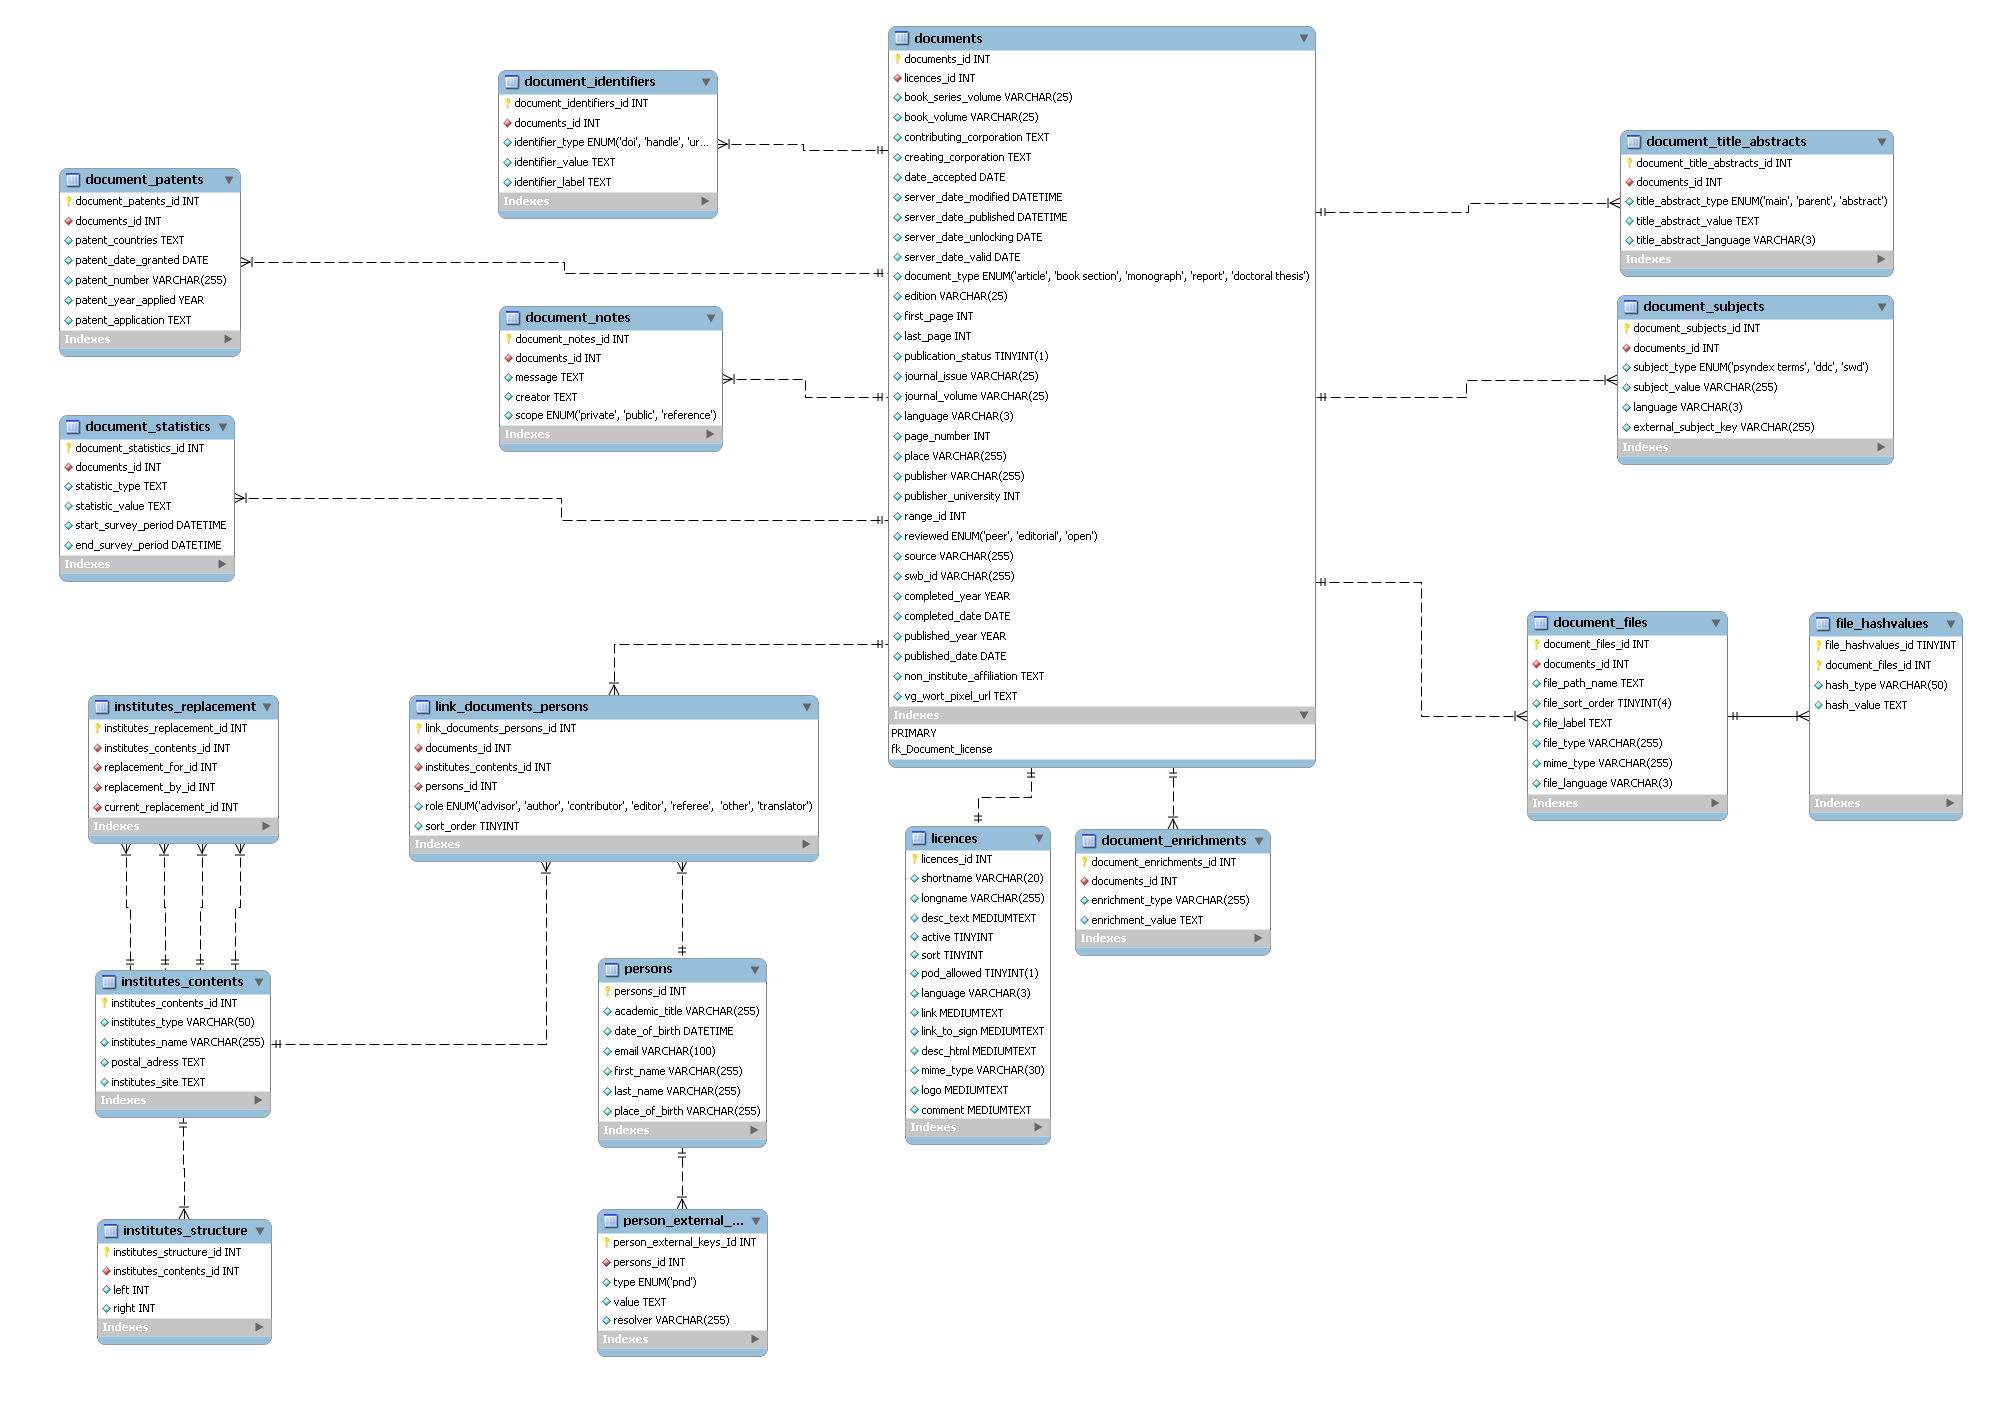 documents
documents_id INT
licences_id INT
book_series_volume VARCHAR(25)
book_volume VARCHAR(25)
contributing_corporation TEXT
creating_corporation TEXT
date_accepted DATE
server_date_modified DATETIME
server_date_published DATETIME
server_date_unlocking DATE
server_date_valid DATE
document_type ENUM('article', 'book section', 'monograph', 'report', 'doctoral thesis')
edition VARCHAR(25)
first_page INT
last_page INT
publication_status TINYINT(1)
journal_issue VARCHAR(25)
journal_volume VARCHAR(25)
language VARCHAR(3)
page_number INT
place VARCHAR(255)
publisher VARCHAR(255)
publisher_university INT
range_id INT
reviewed ENUM('peer', 'editorial', 'open')
source VARCHAR(255)
swb_id VARCHAR(255)
completed_year YEAR
completed_date DATE
published_year YEAR
published_date DATE
non_institute_affiliation TEXT
vg_wort_pixel_url TEXT
Indexes
PRIMARY
fk_Document_license
document_identifiers
document_identifiers_id INT
documents_id INT
identifier_type ENUM('doi', 'handle', 'ur...
identifier_value TEXT
identifier_label TEXT
Indexes
document_patents
document_patents_id INT
documents_id INT
patent_countries TEXT
patent_date_granted DATE
patent_number VARCHAR(255)
patent_year_applied YEAR
patent_application TEXT
Indexes
document_notes
document_notes_id INT
documents_id INT
message TEXT
creator TEXT
scope ENUM('private', 'public', 'reference')
Indexes
document_statistics
document_statistics_id INT
documents_id INT
statistic_type TEXT
statistic_value TEXT
start_survey_period DATETIME
end_survey_period DATETIME
Indexes
document_title_abstracts
document_title_abstracts_id INT
documents_id INT
title_abstract_type ENUM('main', 'parent', 'abstract')
title_abstract_value TEXT
title_abstract_language VARCHAR(3)
Indexes
document_subjects
document_subjects_id INT
documents_id INT
subject_type ENUM('psyndex terms', 'ddc', 'swd')
subject_value VARCHAR(255)
language VARCHAR(3)
external_subject_key VARCHAR(255)
Indexes
document_files
document_files_id INT
documents_id INT
file_path_name TEXT
file_sort_order TINYINT(4)
file_label TEXT
file_type VARCHAR(255)
mime_type VARCHAR(255)
file_language VARCHAR(3)
Indexes
file_hashvalues
file_hashvalues_id TINYINT
document_files_id INT
hash_type VARCHAR(50)
hash_value TEXT
Indexes
institutes_replacement
institutes_replacement_id INT
institutes_contents_id INT
replacement_for_id INT
replacement_by_id INT
current_replacement_id INT
Indexes
link_documents_persons
link_documents_persons_id INT
documents_id INT
institutes_contents_id INT
persons_id INT
role ENUM('advisor', 'author', 'contributor', 'editor', 'referee', 'other', 'translator')
sort_order TINYINT
Indexes
licences
licences_id INT
shortname VARCHAR(20)
longname VARCHAR(255)
desc_text MEDIUMTEXT
active TINYINT
sort TINYINT
pod_allowed TINYINT(1)
language VARCHAR(3)
link MEDIUMTEXT
link_to_sign MEDIUMTEXT
desc_html MEDIUMTEXT
mime_type VARCHAR(30)
logo MEDIUMTEXT
comment MEDIUMTEXT
Indexes
document_enrichments
document_enrichments_id INT
documents_id INT
enrichment_type VARCHAR(255)
enrichment_value TEXT
Indexes
institutes_contents
institutes_contents_id INT
institutes_type VARCHAR(50)
institutes_name VARCHAR(255)
postal_adress TEXT
institutes_site TEXT
Indexes
persons
persons_id INT
academic_title VARCHAR(255)
date_of_birth DATETIME
email VARCHAR(100)
first_name VARCHAR(255)
last_name VARCHAR(255)
place_of_birth VARCHAR(255)
Indexes
institutes_structure
institutes_structure_id INT
institutes_contents_id INT
left INT
right INT
Indexes
person_external_...
person_external_keys_Id INT
persons_id INT
type ENUM('pnd')
value TEXT
resolver VARCHAR(255)
Indexes